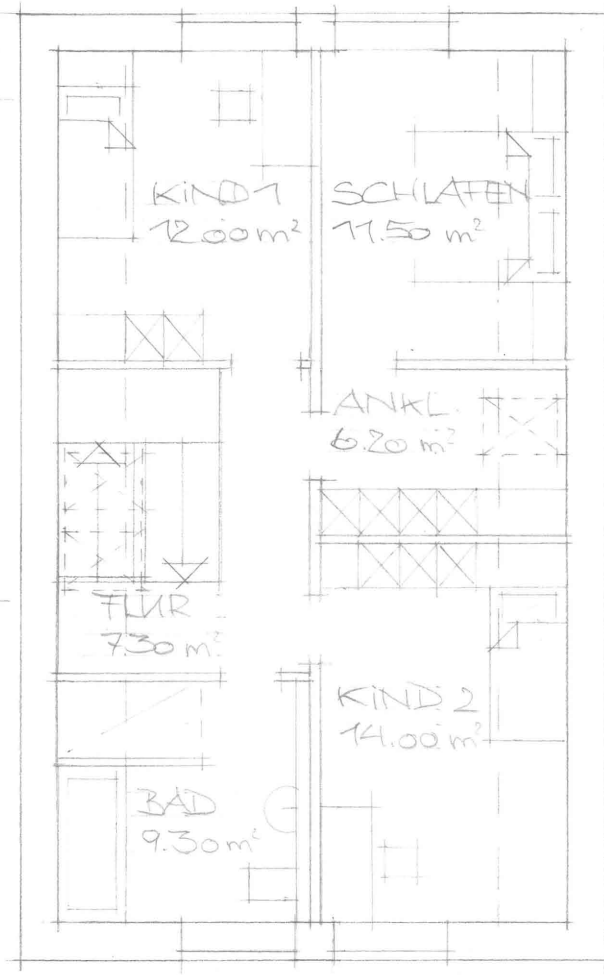 KIND 1
12.00 m²
SCHLAFEN
11.50 m²
ANKL.
6.20 m²
FLUR
7.30 m²
KIND 2
14.00 m²
BAD
9.30 m²